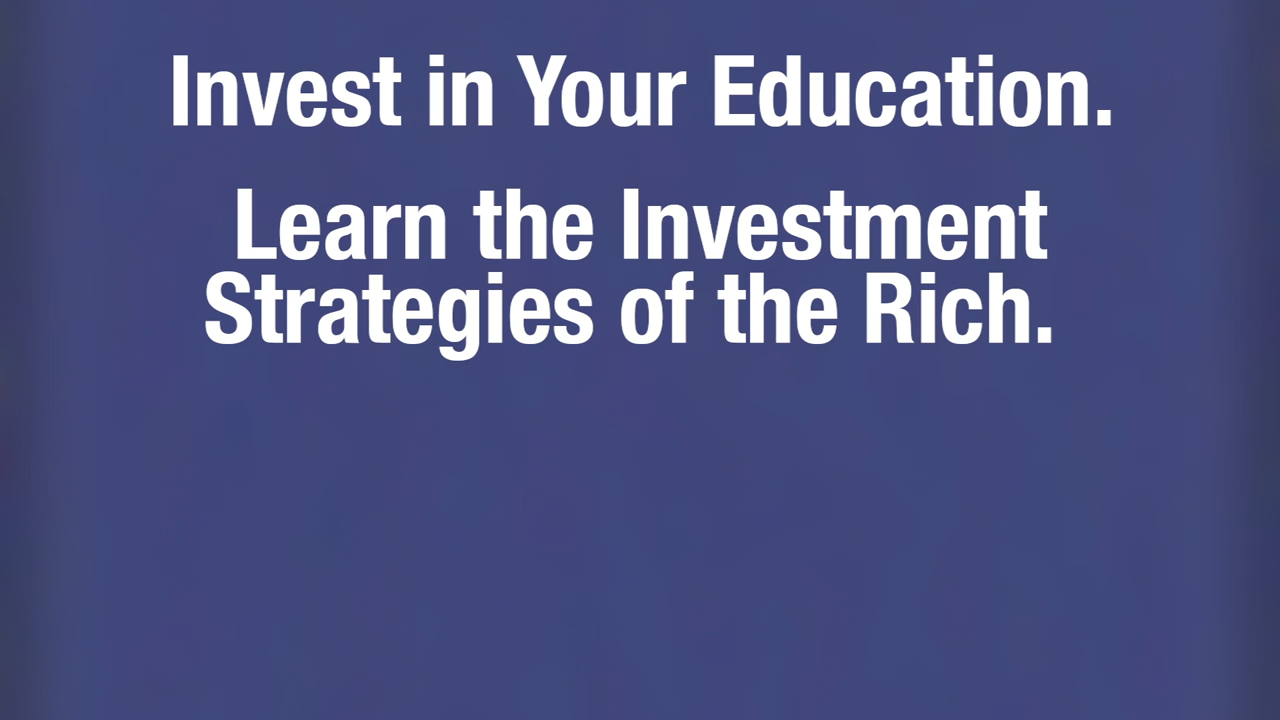 Invest in Your Education.
Learn the Investment
Strategies of the Rich.